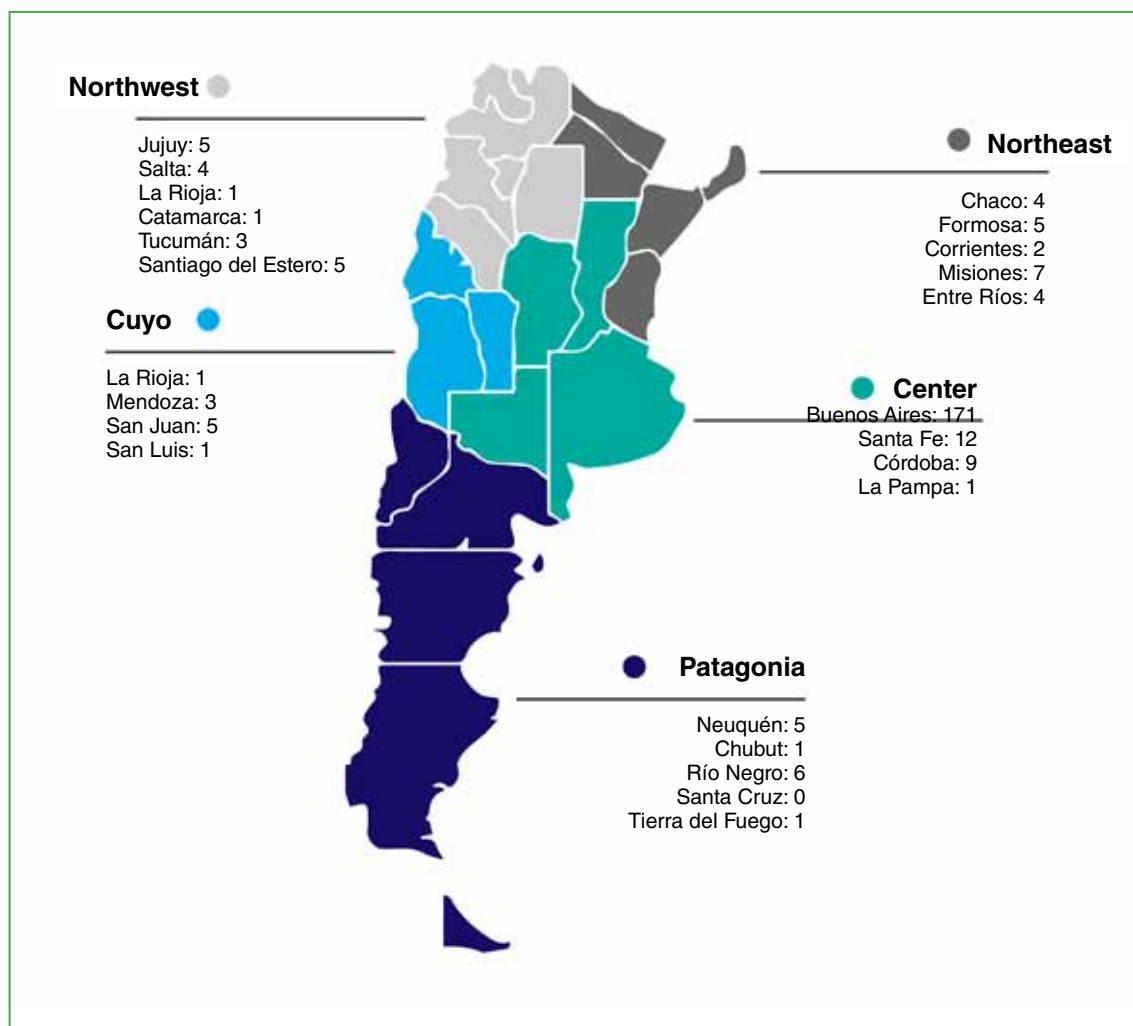 Northwest
Jujuy: 5
Salta: 4
La Rioja: 1
Catamarca: 1
Tucumán: 3
Santiago del Estero: 5
Northeast
Chaco: 4
Formosa: 5
Corrientes: 2
Misiones: 7
Entre Ríos: 4
Cuyo
La Rioja: 1
Mendoza: 3
San Juan: 5
San Luis: 1
Center
Buenos Aires: 171
Santa Fe: 12
Córdoba: 9
La Pampa: 1
Patagonia
Neuquén: 5
Chubut: 1
Río Negro: 6
Santa Cruz: 0
Tierra del Fuego: 1